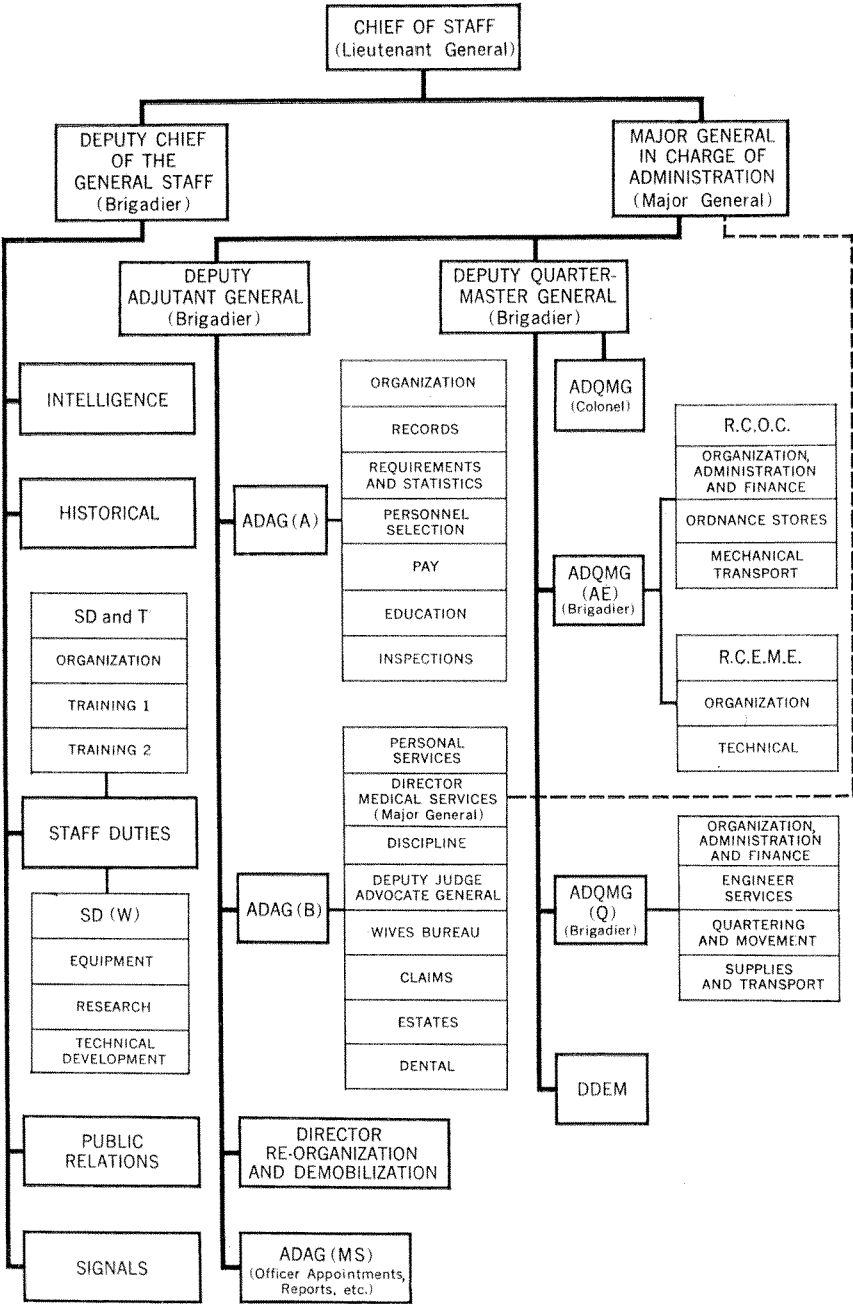 CHIEF OF STAFF
(Lieutenant General)
DEPUTY CHIEF
OF THE
GENERAL STAFF
(Brigadier)
MAJOR GENERAL
IN CHARGE OF
ADMINISTRATION
(Major General)
DEPUTY
ADJUTANT GENERAL
(Brigadier)
DEPUTY QUARTER-
MASTER GENERAL
(Brigadier)
INTELLIGENCE
HISTORICAL
SD and T
ORGANIZATION
TRAINING 1
TRAINING 2
STAFF DUTIES
SD (W)
EQUIPMENT
RESEARCH
TECHNICAL
DEVELOPMENT
PUBLIC
RELATIONS
SIGNALS
ADAG (A)
ORGANIZATION
RECORDS
REQUIREMENTS
AND STATISTICS
PERSONNEL
SELECTION
PAY
EDUCATION
INSPECTIONS
ADAG (B)
PERSONAL
SERVICES
DIRECTOR
MEDICAL SERVICES
(Major General)
DISCIPLINE
DEPUTY JUDGE
ADVOCATE GENERAL
WIVES BUREAU
CLAIMS
ESTATES
DENTAL
DIRECTOR
RE-ORGANIZATION
AND DEMOBILIZATION
ADAG (MS)
(Officer Appointments,
Reports, etc.)
ADQMG
(Colonel)
ADQMG
(AE)
(Brigadier)
R.C.O.C.
ORGANIZATION,
ADMINISTRATION
AND FINANCE
ORDNANCE STORES
MECHANICAL
TRANSPORT
R.C.E.M.E.
ORGANIZATION
TECHNICAL
ADQMG
(Q)
(Brigadier)
ORGANIZATION,
ADMINISTRATION
AND FINANCE
ENGINEER
SERVICES
QUARTERING
AND MOVEMENT
SUPPLIES
AND TRANSPORT
DDEM